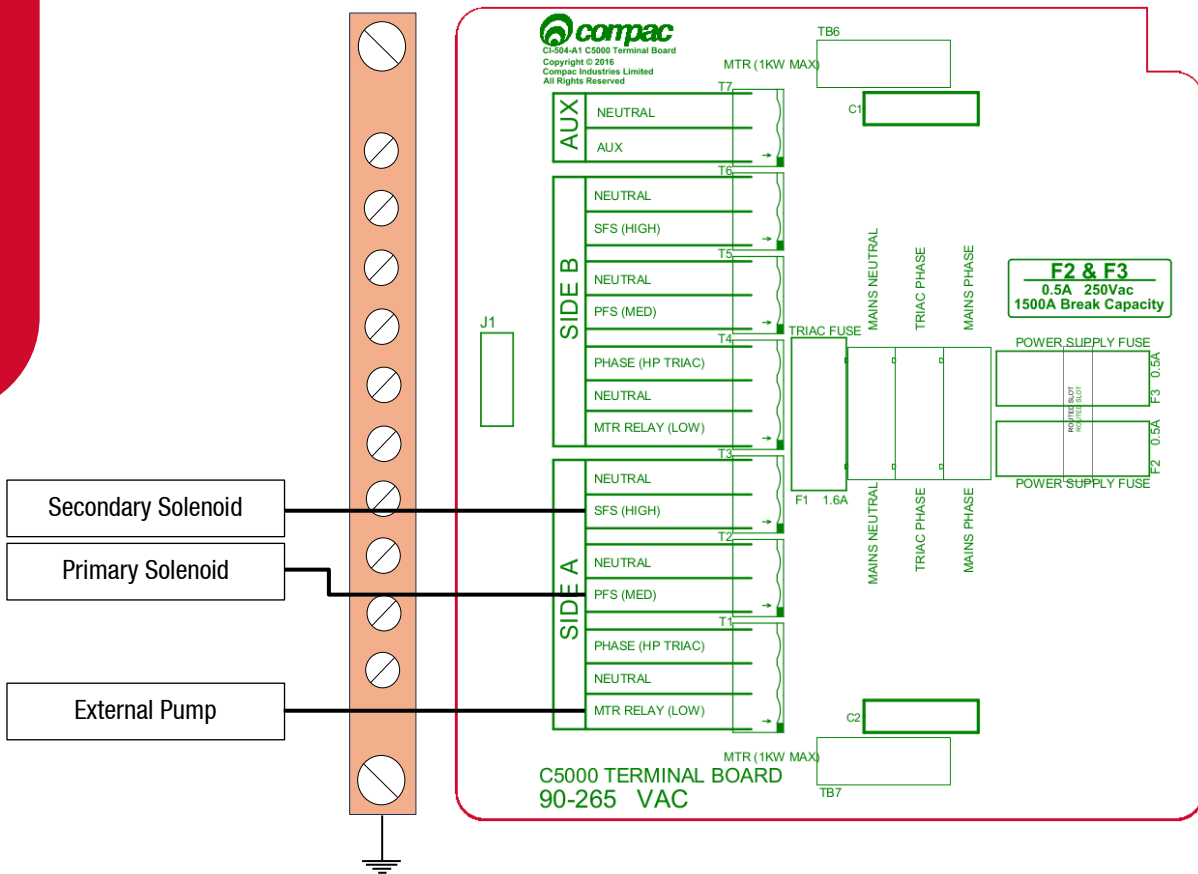 compac
CI-504-A1 C5000 Terminal Board
Copyright © 2016
Compac Industries Limited
All Rights Reserved
TB6
MTR (1KW MAX)
C1
T7
AUX
NEUTRAL
AUX
T6
SIDE B
NEUTRAL
SFS (HIGH)
T5
NEUTRAL
PFS (MED)
T4
PHASE (HP TRIAC)
NEUTRAL
MTR RELAY (LOW)
J1
T3
SIDE A
NEUTRAL
SFS (HIGH)
T2
NEUTRAL
PFS (MED)
T1
PHASE (HP TRIAC)
NEUTRAL
MTR RELAY (LOW)
Secondary Solenoid
Primary Solenoid
External Pump
TRIAC FUSE
F1 1.6A
MAINS NEUTRAL
TRIAC PHASE
MAINS PHASE
MAINS NEUTRAL
TRIAC PHASE
MAINS PHASE
F2 & F3
0.5A 250Vac
1500A Break Capacity
POWER SUPPLY FUSE
F3 0.5A
ROUTED SLOT
ROUTED SLOT
F2 0.5A
POWER SUPPLY FUSE
C2
MTR (1KW MAX)
TB7
C5000 TERMINAL BOARD
90-265 VAC